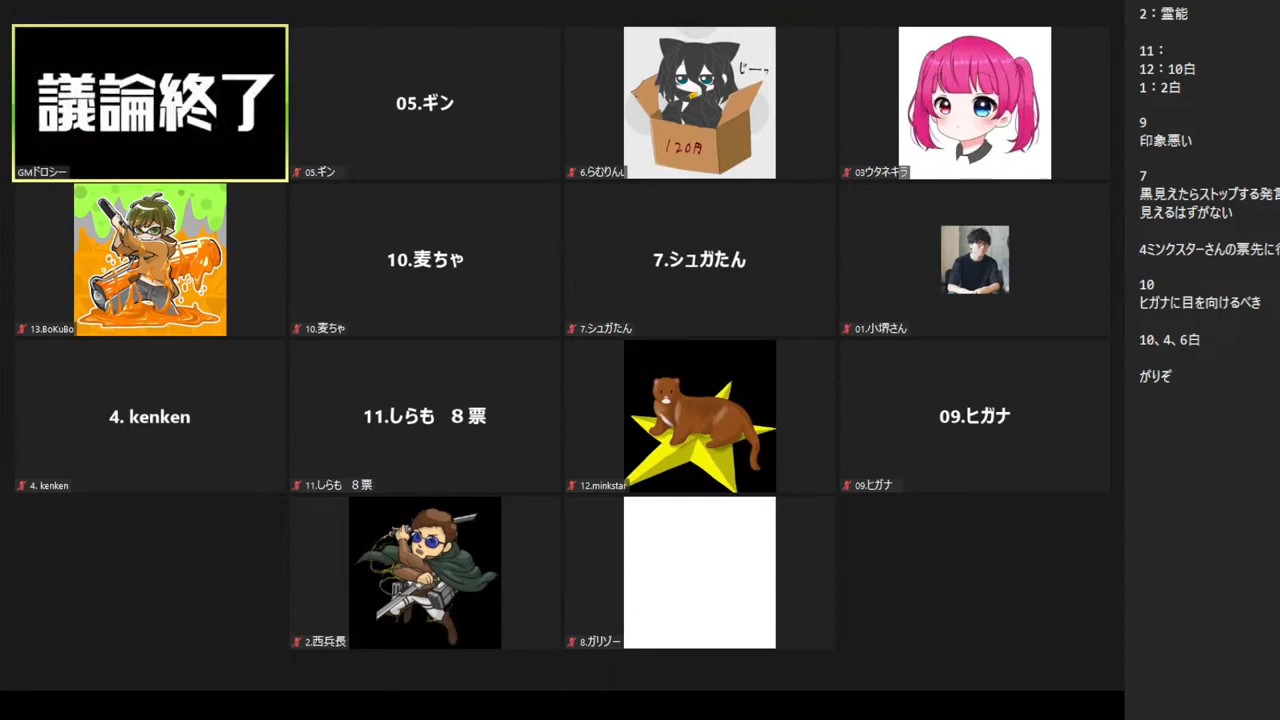 議論終了
GMドロシー
05.ギン
05.ギン
じーっ
120円
6.らむりんʟ
03ウタネキラ
13.BoKuBo
10.麦ちゃ
10.麦ちゃ
7.シュガたん
7.シュガたん
01.小堺さん
4. kenken
4. kenken
11.しらも 8票
11.しらも 8票
12.minkstar
09.ヒガナ
09.ヒガナ
2.西兵長
8.ガリゾー
2：霊能
11：
12：10白
1：2白
9
印象悪い
7
黒見えたらストップする発言
見えるはずがない
4ミンクスターさんの票先に
10
ヒガナに目を向けるべき
10、4、6白
がりぞ